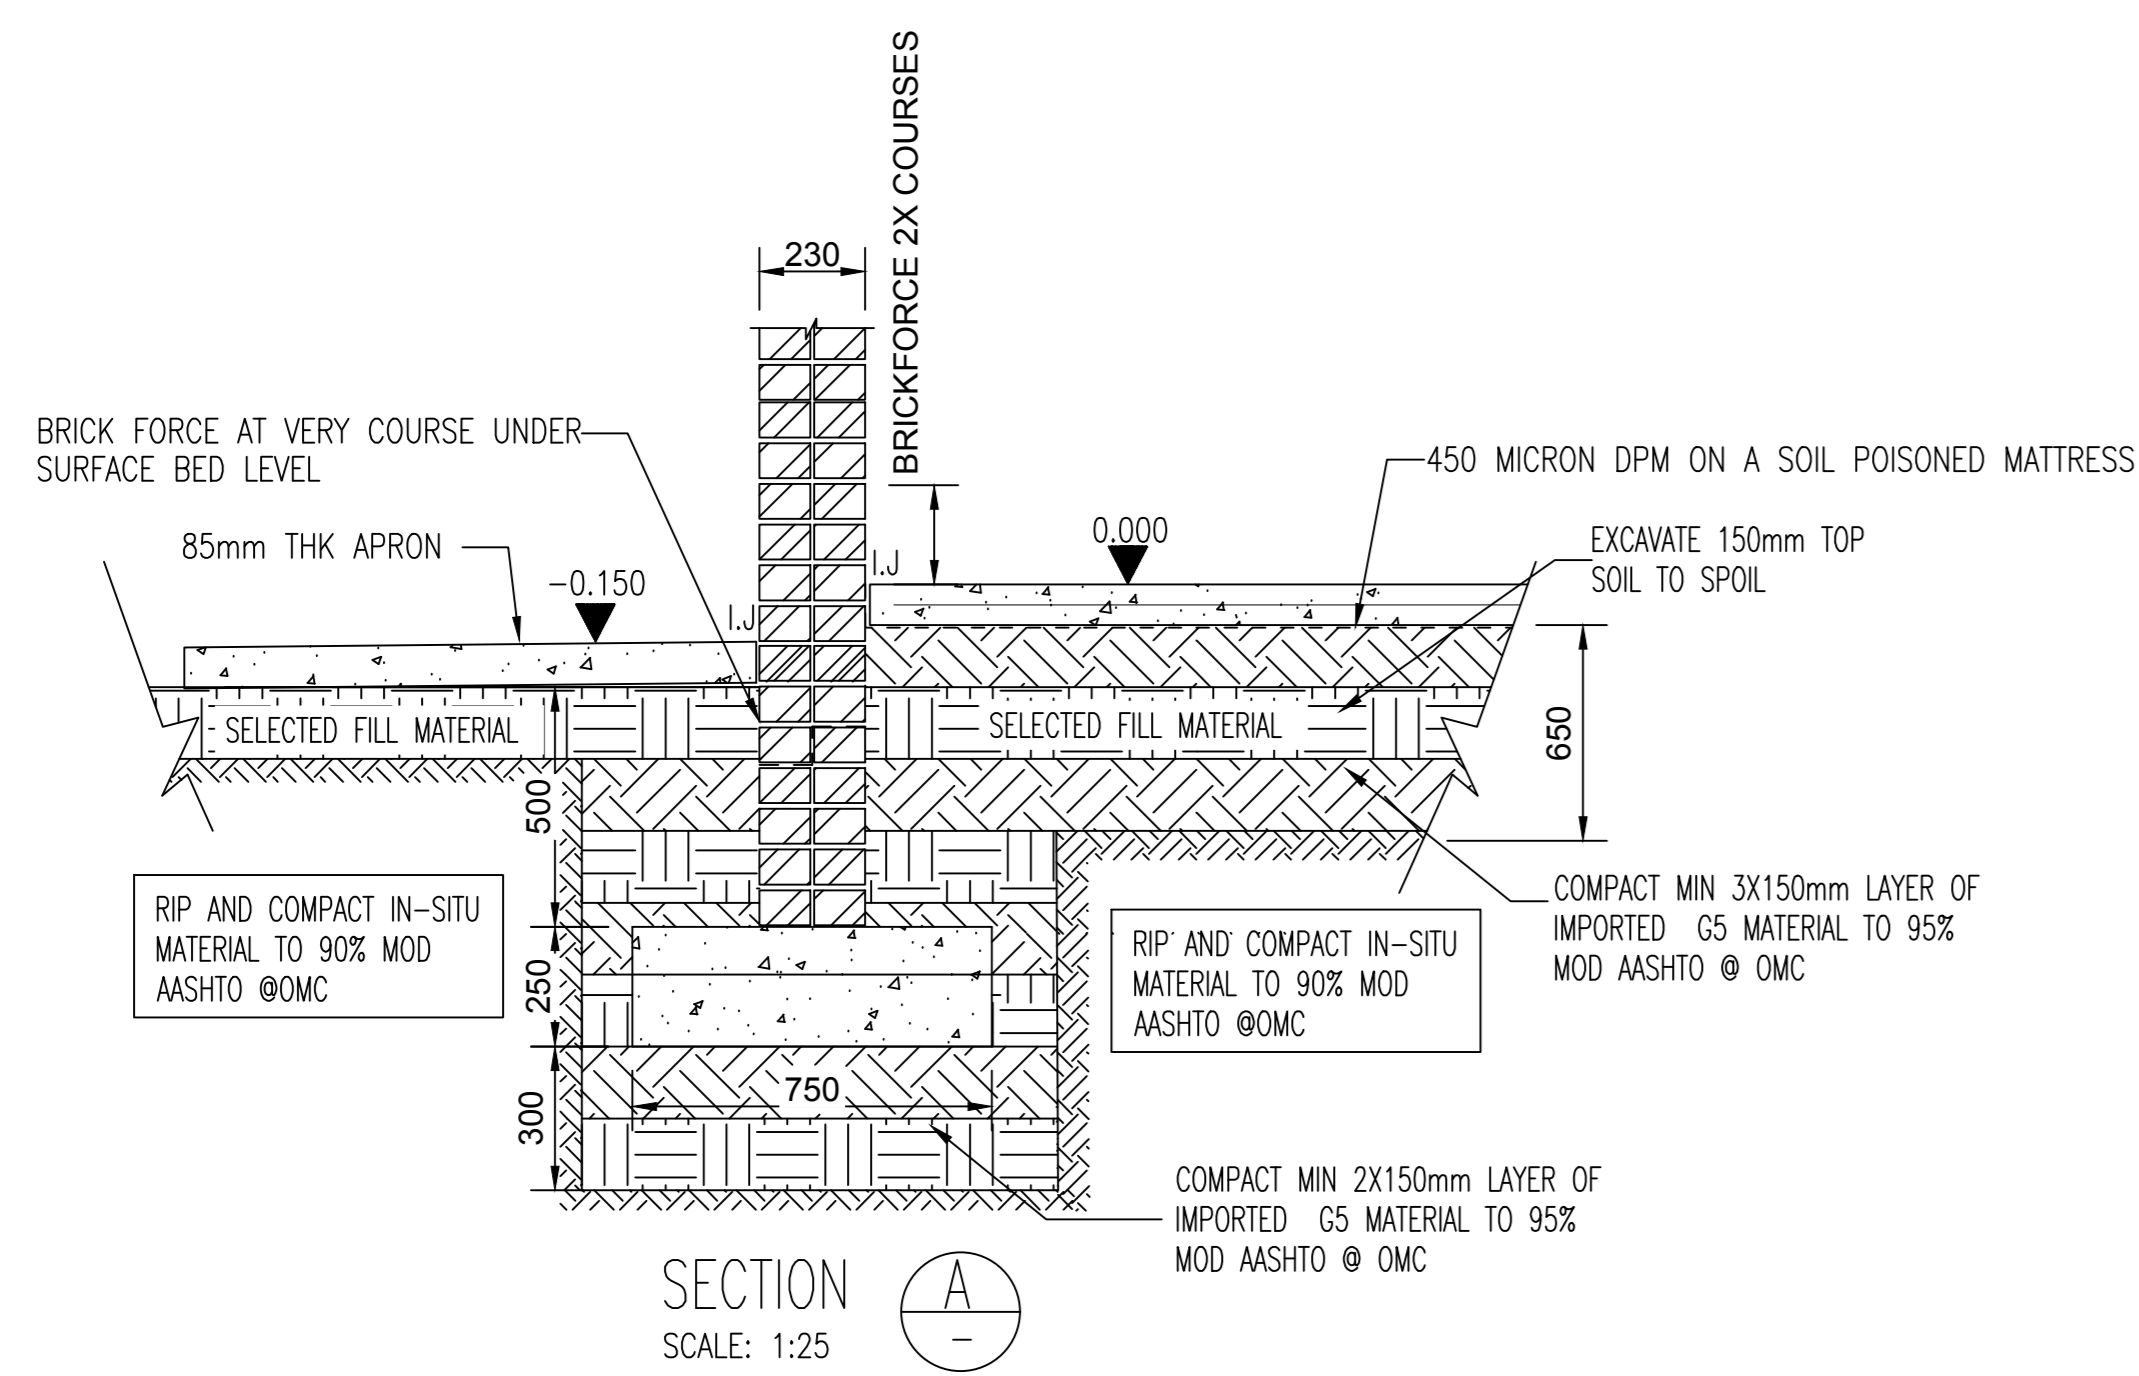 BRICKFORCE 2X COURSES
230
BRICK FORCE AT VERY COURSE UNDER
SURFACE BED LEVEL
450 MICRON DPM ON A SOIL POISONED MATTRESS
85mm THK APRON
0.000
EXCAVATE 150mm TOP
SOIL TO SPOIL
I.J
-0.150
I.J
SELECTED FILL MATERIAL
SELECTED FILL MATERIAL
650
500
RIP AND COMPACT IN-SITU
MATERIAL TO 90% MOD
AASHTO @OMC
COMPACT MIN 3X150mm LAYER OF
IMPORTED G5 MATERIAL TO 95%
MOD AASHTO @ OMC
RIP AND COMPACT IN-SITU
MATERIAL TO 90% MOD
AASHTO @OMC
250
750
300
COMPACT MIN 2X150mm LAYER OF
IMPORTED G5 MATERIAL TO 95%
MOD AASHTO @ OMC
SECTION
A
-
SCALE: 1:25